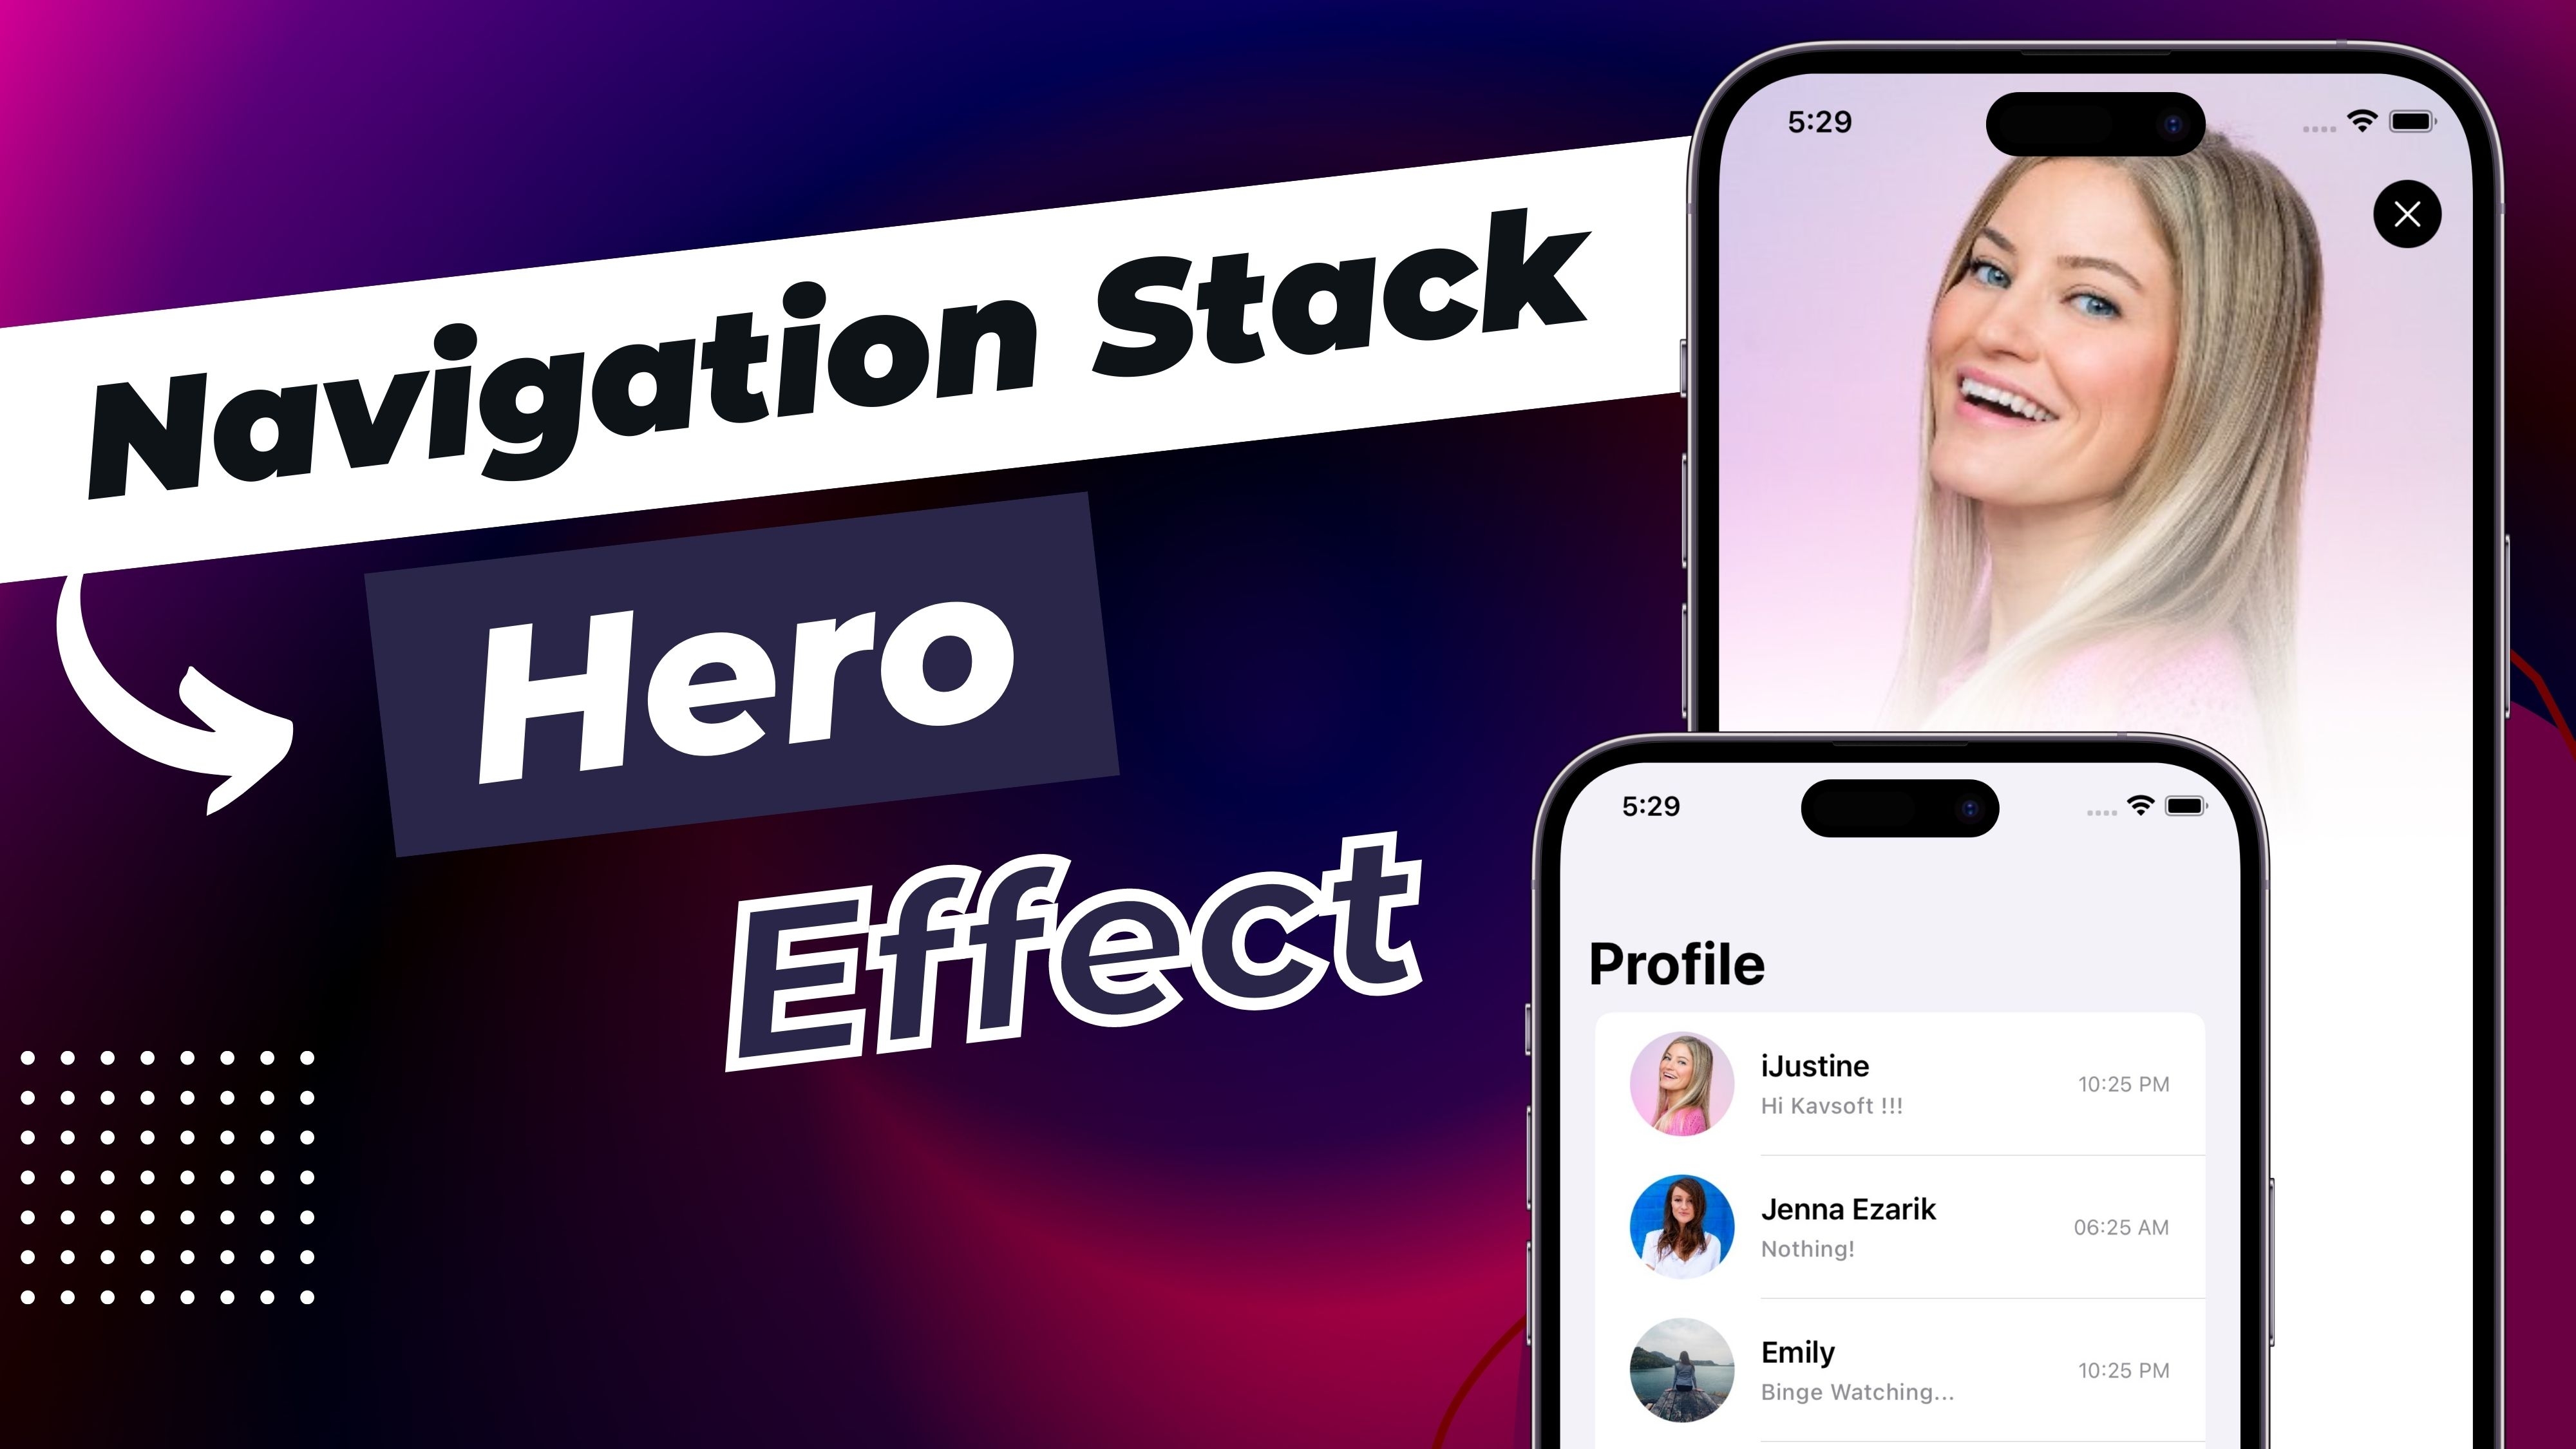 Navigation Stack
Hero
Effect
5:29
5:29
Profile
iJustine
10:25 PM
Hi Kavsoft !!!
Jenna Ezarik
06:25 AM
Nothing!
Emily
10:25 PM
Binge Watching...